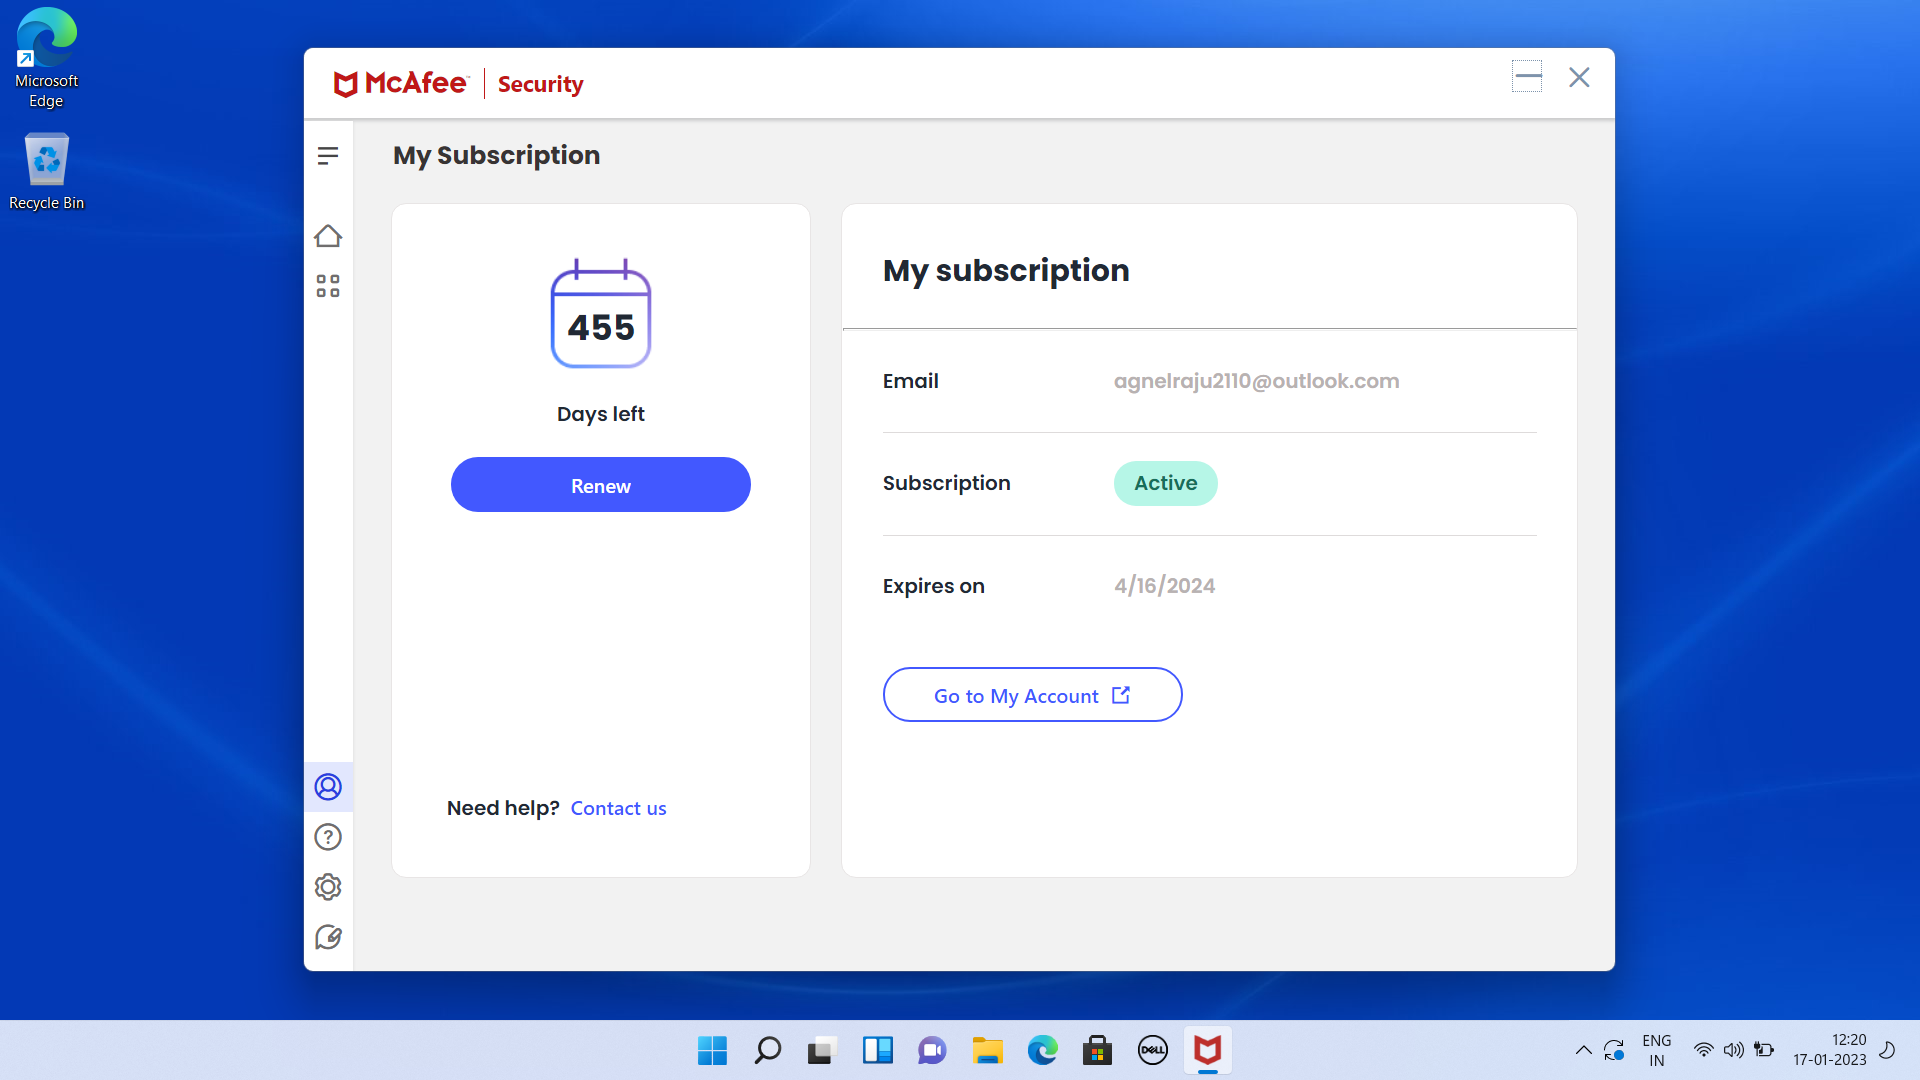 Microsoft
Edge
Recycle Bin
McAfee™ Security
My Subscription
455
Days left
Renew
Need help? Contact us
My subscription
Email agnelraju2110@outlook.com
Subscription Active
Expires on 4/16/2024
Go to My Account
DELL
ENG
IN
12:20
17-01-2023